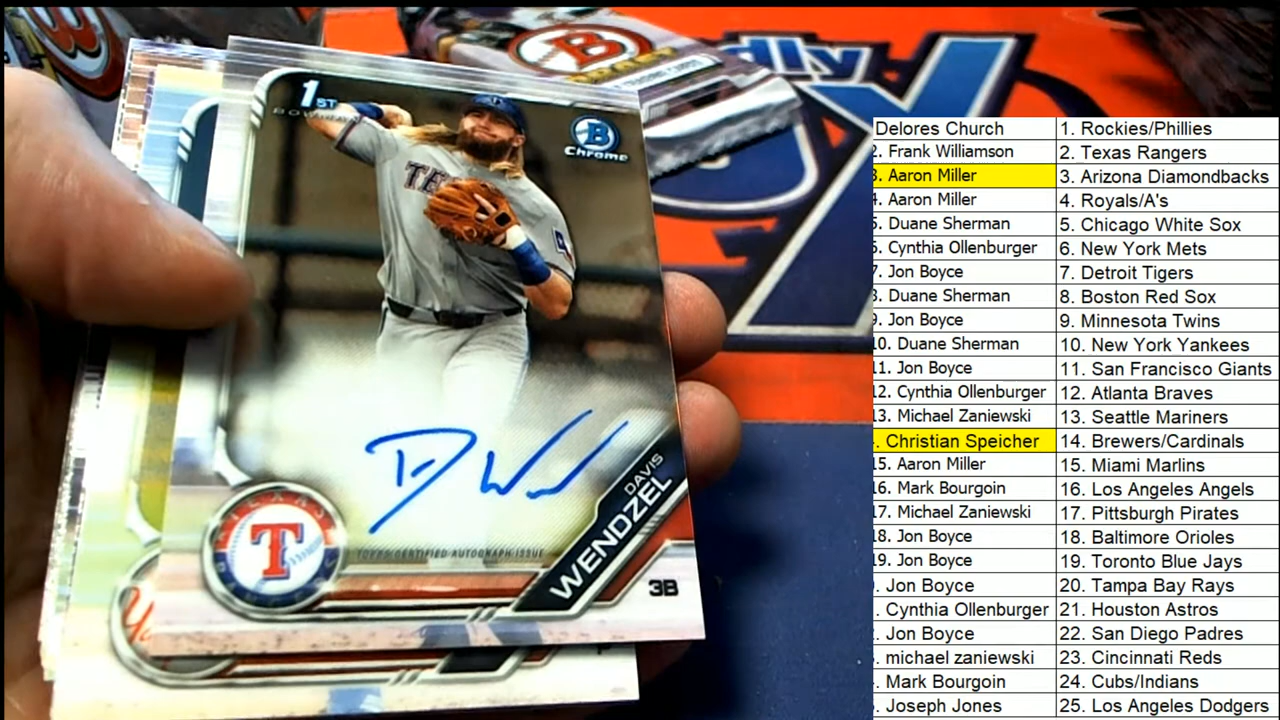 1ST
BOWMAN
B
Chrome
TE
DAVIS
WENDZEL
TEXAS
T
TOPPS CERTIFIED AUTOGRAPH ISSUE
3B
B
dly
Delores Church 1. Rockies/Phillies
2. Frank Williamson 2. Texas Rangers
3. Aaron Miller 3. Arizona Diamondbacks
4. Aaron Miller 4. Royals/A's
5. Duane Sherman 5. Chicago White Sox
6. Cynthia Ollenburger 6. New York Mets
7. Jon Boyce 7. Detroit Tigers
8. Duane Sherman 8. Boston Red Sox
9. Jon Boyce 9. Minnesota Twins
10. Duane Sherman 10. New York Yankees
11. Jon Boyce 11. San Francisco Giants
12. Cynthia Ollenburger 12. Atlanta Braves
13. Michael Zaniewski 13. Seattle Mariners
. Christian Speicher 14. Brewers/Cardinals
15. Aaron Miller 15. Miami Marlins
16. Mark Bourgoin 16. Los Angeles Angels
17. Michael Zaniewski 17. Pittsburgh Pirates
18. Jon Boyce 18. Baltimore Orioles
19. Jon Boyce 19. Toronto Blue Jays
. Jon Boyce 20. Tampa Bay Rays
. Cynthia Ollenburger 21. Houston Astros
. Jon Boyce 22. San Diego Padres
. michael zaniewski 23. Cincinnati Reds
. Mark Bourgoin 24. Cubs/Indians
. Joseph Jones 25. Los Angeles Dodgers